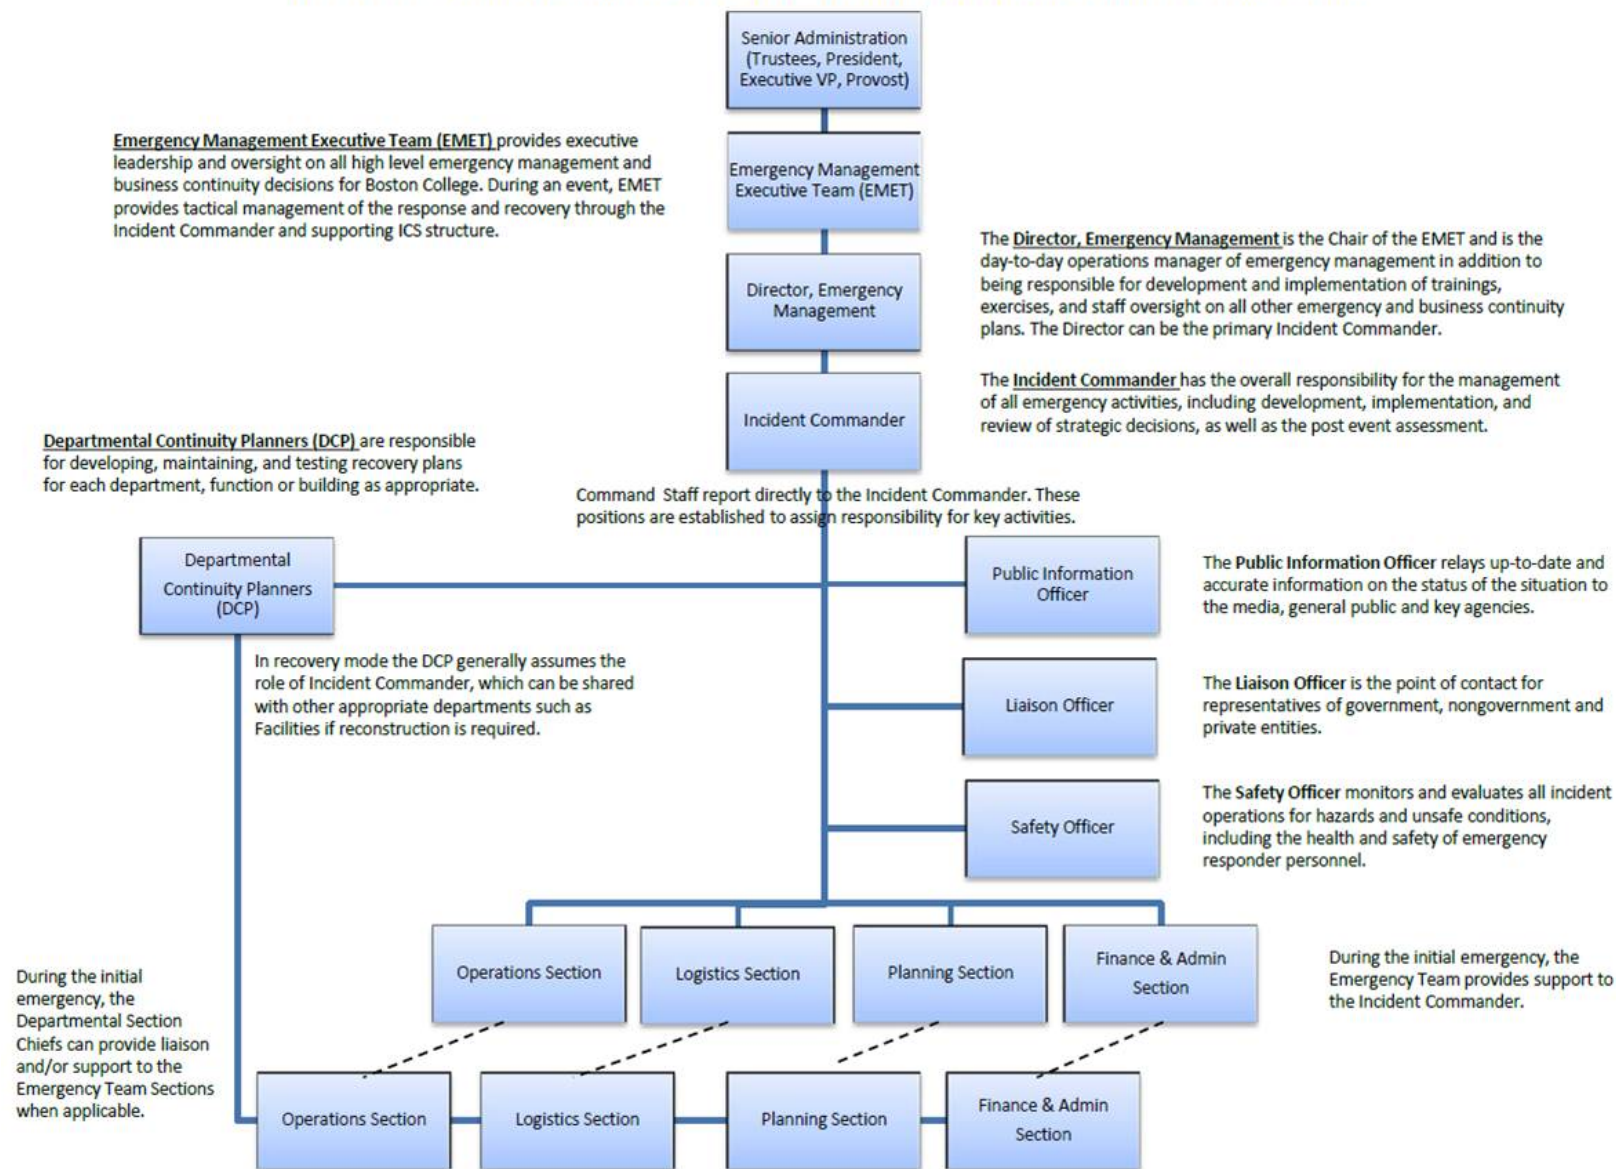 Senior Administration
(Trustees, President,
Executive VP, Provost)
Emergency Management Executive Team (EMET) provides executive
leadership and oversight on all high level emergency management and
business continuity decisions for Boston College. During an event, EMET
provides tactical management of the response and recovery through the
Incident Commander and supporting ICS structure.
Emergency Management
Executive Team (EMET)
The Director, Emergency Management is the Chair of the EMET and is the
day-to-day operations manager of emergency management in addition to
being responsible for development and implementation of trainings,
exercises, and staff oversight on all other emergency and business continuity
plans. The Director can be the primary Incident Commander.
Director, Emergency
Management
The Incident Commander has the overall responsibility for the management
of all emergency activities, including development, implementation, and
review of strategic decisions, as well as the post event assessment.
Incident Commander
Departmental Continuity Planners (DCP) are responsible
for developing, maintaining, and testing recovery plans
for each department, function or building as appropriate.
Command Staff report directly to the Incident Commander. These
positions are established to assign responsibility for key activities.
Departmental
Continuity Planners
(DCP)
Public Information
Officer
The Public Information Officer relays up-to-date and
accurate information on the status of the situation to
the media, general public and key agencies.
In recovery mode the DCP generally assumes the
role of Incident Commander, which can be shared
with other appropriate departments such as
Facilities if reconstruction is required.
Liaison Officer
The Liaison Officer is the point of contact for
representatives of government, nongovernment and
private entities.
Safety Officer
The Safety Officer monitors and evaluates all incident
operations for hazards and unsafe conditions,
including the health and safety of emergency
responder personnel.
Operations Section
Logistics Section
Planning Section
Finance & Admin
Section
During the initial emergency, the
Emergency Team provides support to
the Incident Commander.
During the initial
emergency, the
Departmental Section
Chiefs can provide liaison
and/or support to the
Emergency Team Sections
when applicable.
Operations Section
Logistics Section
Planning Section
Finance & Admin
Section